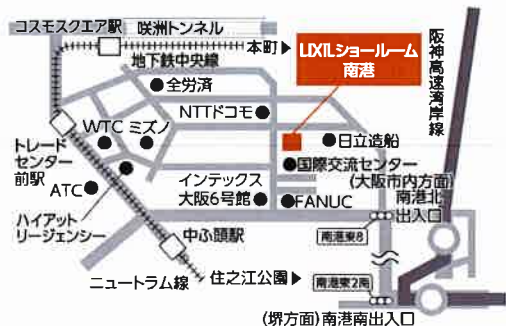 コスモスクエア駅
咲洲トンネル
本町▶
地下鉄中央線
LIXILショールーム
南港
阪神高速湾岸線
全労済
NTTドコモ
WTC
ミズノ
日立造船
トレード
センター
前駅
国際交流センター
(大阪市内方面)
南港北
出入口
ATC
インテックス
大阪6号館
FANUC
ハイアット
リージェンシー
中ふ頭駅
南港東8
ニュートラム線
住之江公園▶
南港東2南
(堺方面)南港南出入口